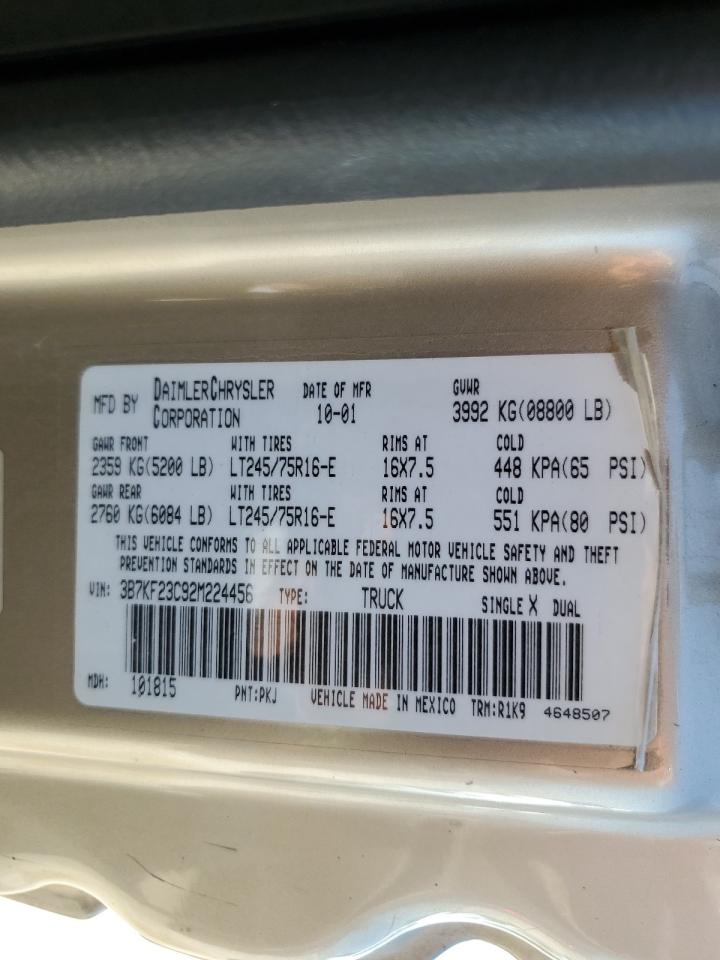 MFD BY DAIMLERCHRYSLER CORPORATION DATE OF MFR 10-01 GVWR 3992 KG(08800 LB)
GAWR FRONT WITH TIRES RIMS AT COLD
2359 KG(5200 LB) LT245/75R16-E 16X7.5 448 KPA(65 PSI)
GAWR REAR WITH TIRES RIMS AT COLD
2760 KG(6084 LB) LT245/75R16-E 16X7.5 551 KPA(80 PSI)
THIS VEHICLE CONFORMS TO ALL APPLICABLE FEDERAL MOTOR VEHICLE SAFETY AND THEFT
PREVENTION STANDARDS IN EFFECT ON THE DATE OF MANUFACTURE SHOWN ABOVE.
VIN: 3B7KF23C92M224456 TYPE: TRUCK SINGLE X DUAL
MDH: 101815 PNT:PKJ VEHICLE MADE IN MEXICO TRM:R1K9 4648507